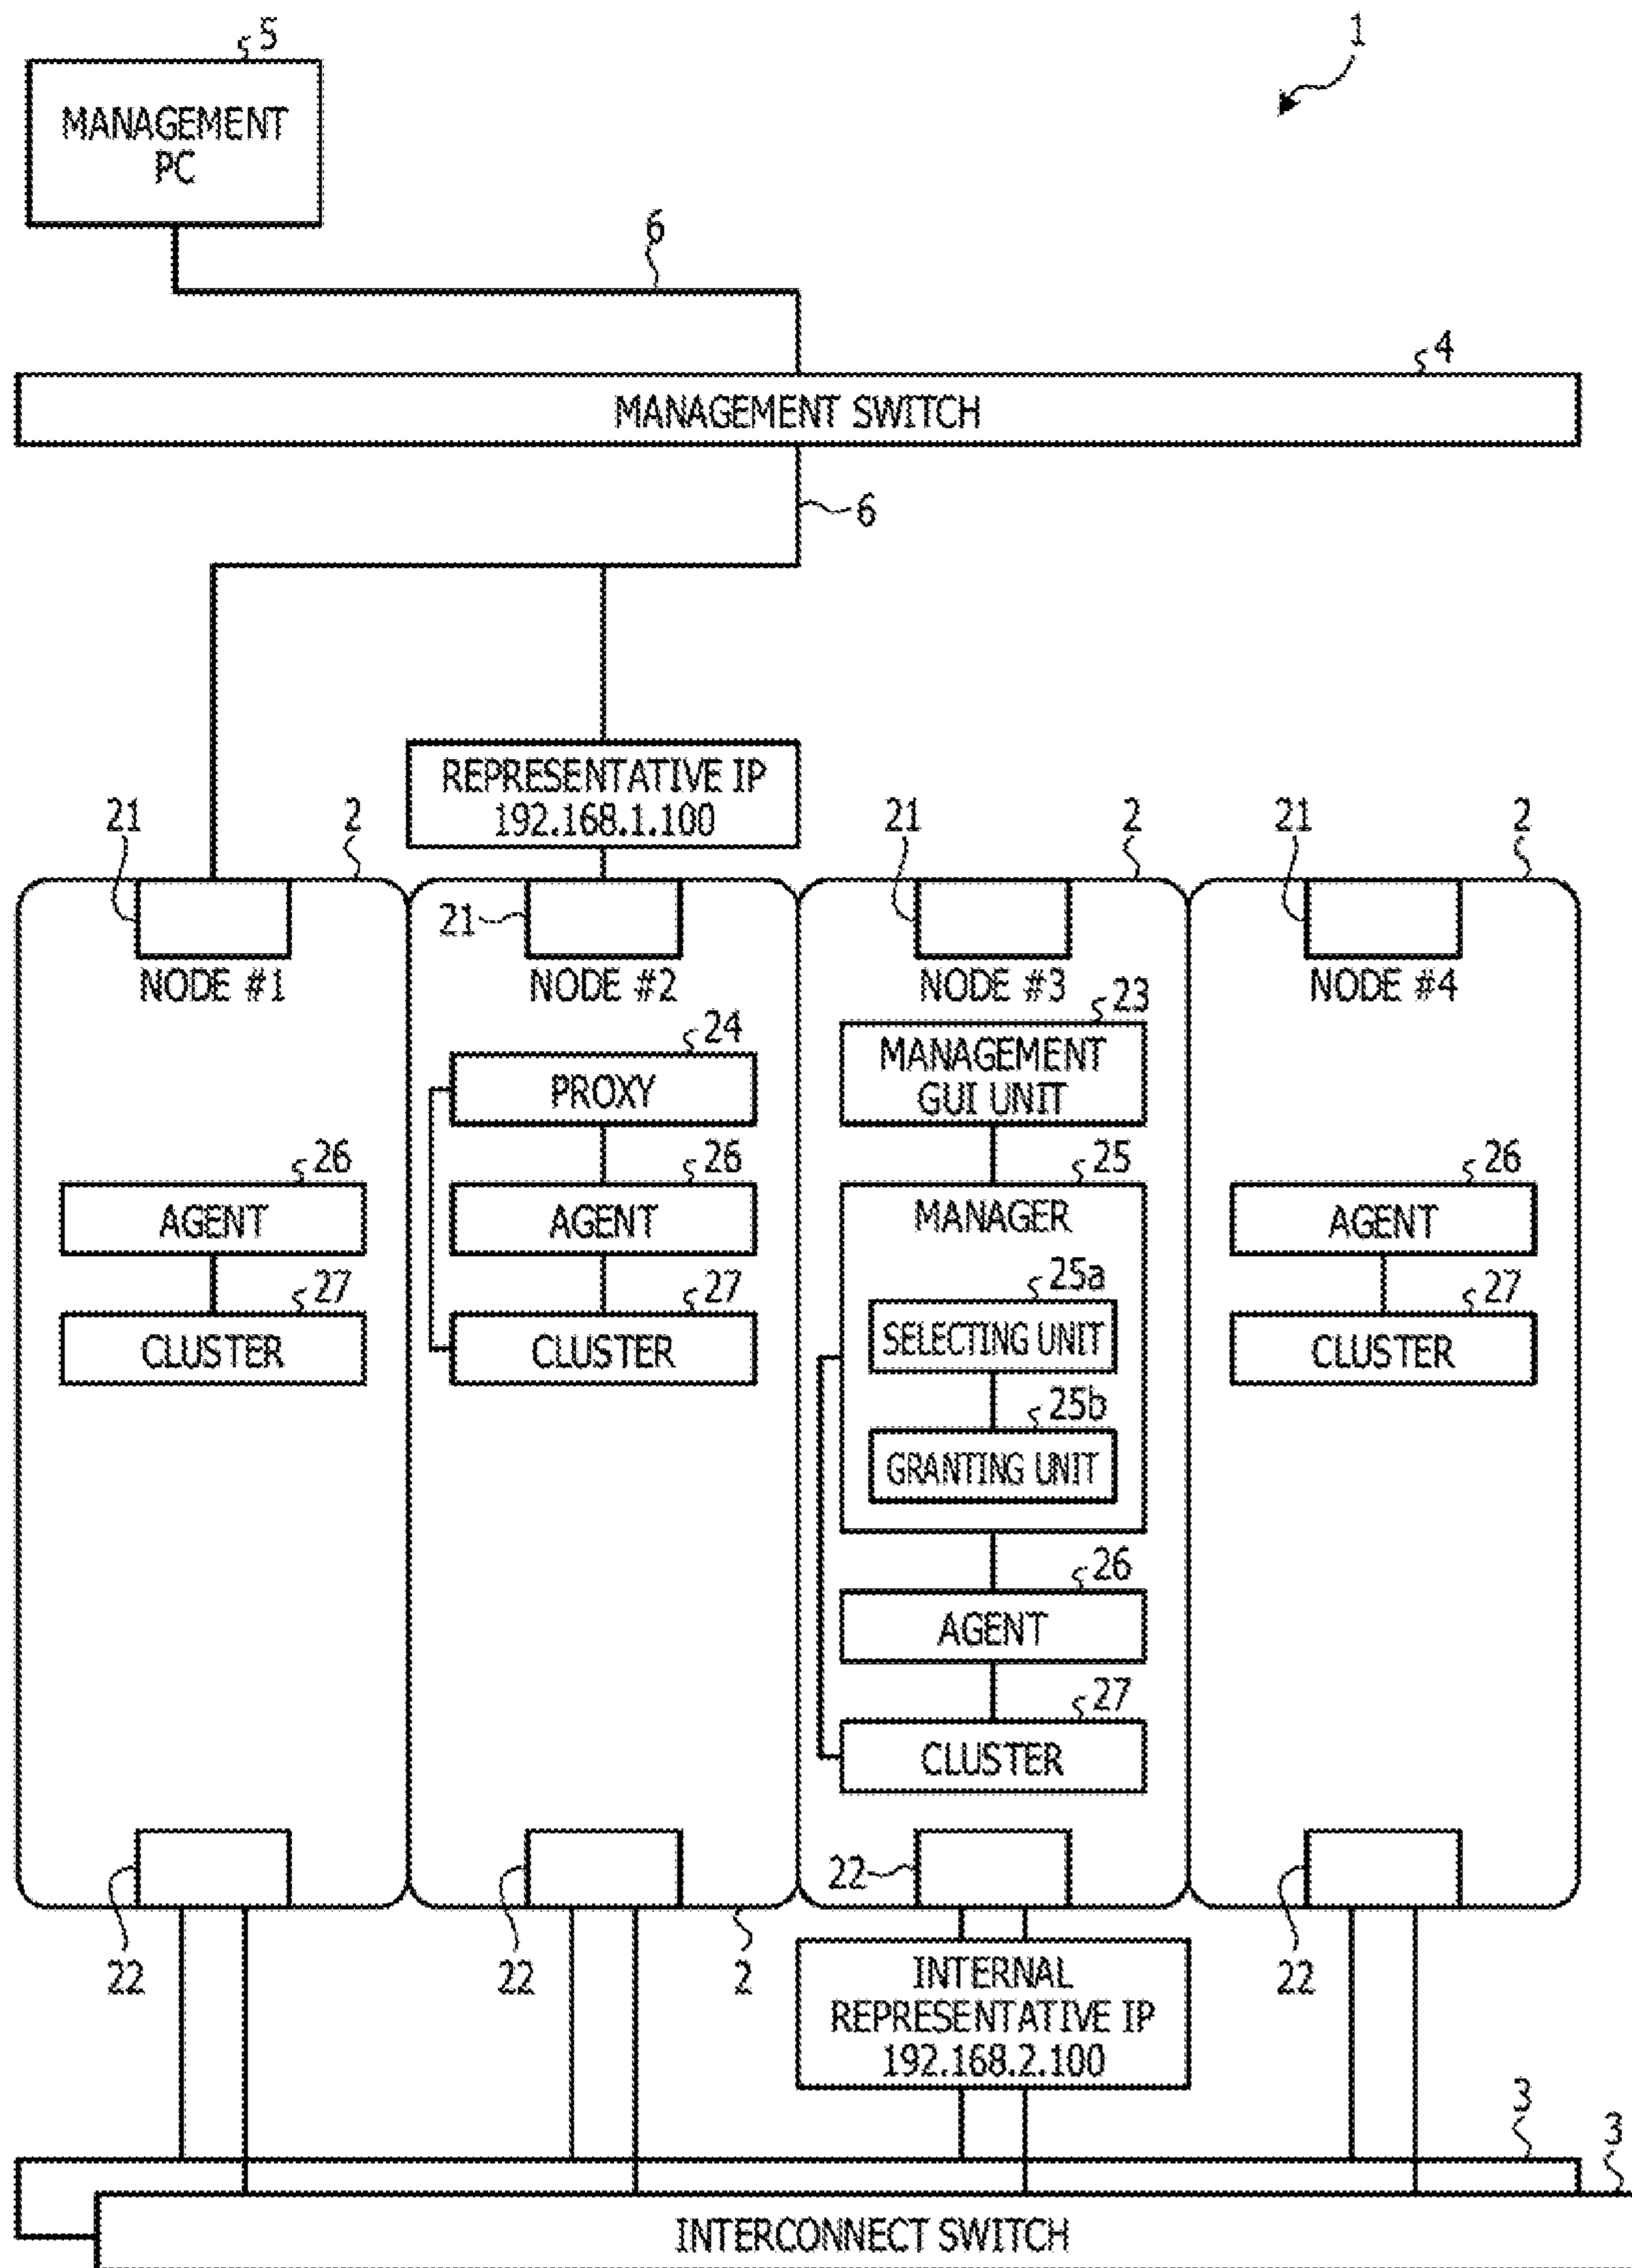 1
5
MANAGEMENT
PC
6
4
MANAGEMENT SWITCH
6
REPRESENTATIVE IP
192.168.1.100
21
2
21
2
21
2
21
NODE #1
NODE #2
NODE #3
NODE #4
23
MANAGEMENT
GUI UNIT
24
PROXY
26
AGENT
26
AGENT
25
MANAGER
26
AGENT
27
CLUSTER
27
CLUSTER
25a
SELECTING UNIT
27
CLUSTER
25b
GRANTING UNIT
26
AGENT
27
CLUSTER
22
22
22
2
22
INTERNAL
REPRESENTATIVE IP
192.168.2.100
3
3
INTERCONNECT SWITCH